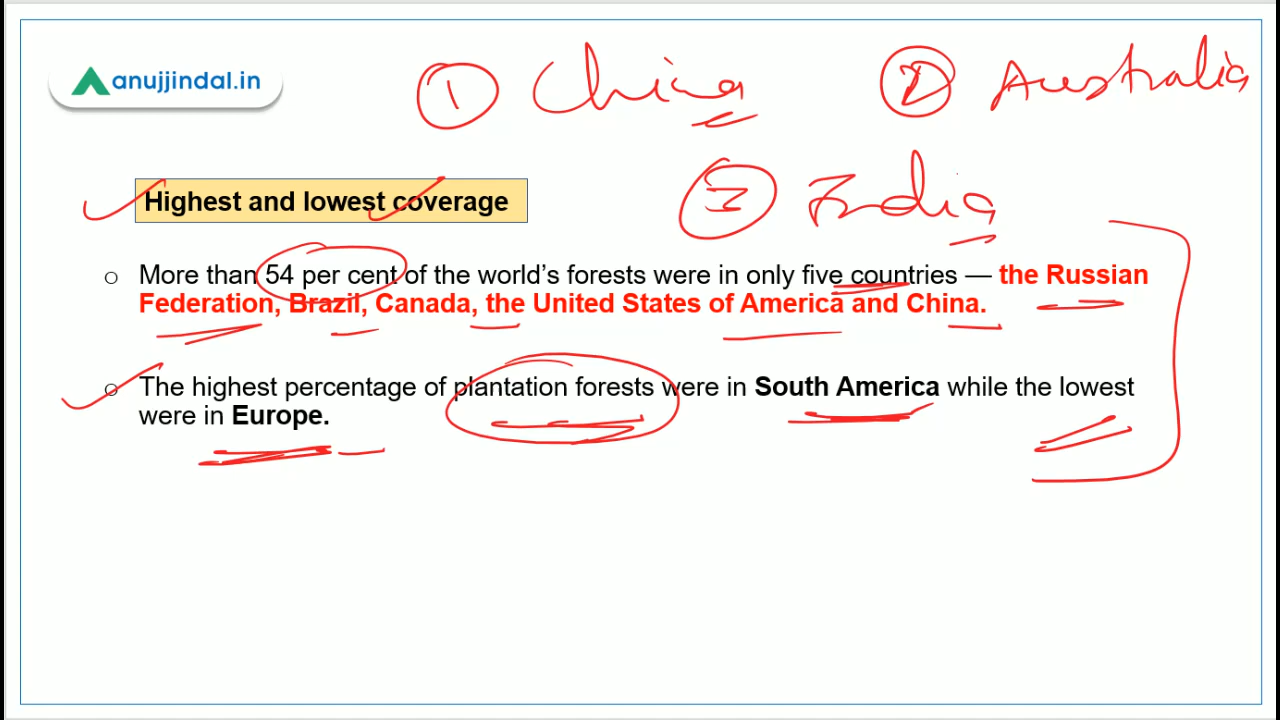 anujjindal.in
① China
② Australia
③ India
Highest and lowest coverage
o More than 54 per cent of the world’s forests were in only five countries — the Russian
Federation, Brazil, Canada, the United States of America and China.
o The highest percentage of plantation forests were in South America while the lowest
were in Europe.